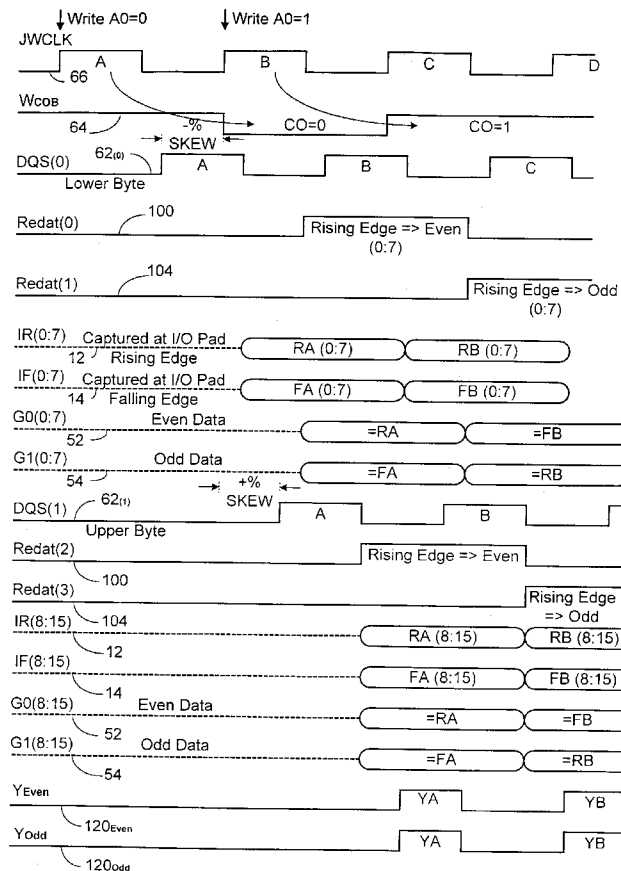 Write A0=0 Write A0=1
JWCLK
A B C D
66
WCOB
64 -% CO=0 CO=1
SKEW
DQS(0) 62(0) A B C
Lower Byte
100
Redat(0) Rising Edge => Even
(0:7)
104
Redat(1) Rising Edge => Odd
(0:7)
IR(0:7) Captured at I/O Pad RA (0:7) RB (0:7)
12 Rising Edge
IF(0:7) Captured at I/O Pad FA (0:7) FB (0:7)
14 Falling Edge
G0(0:7) Even Data
52 =RA =FB
G1(0:7) Odd Data =FA =RB
54 +%
SKEW
DQS(1) 62(1) A B
Upper Byte
Redat(2) Rising Edge => Even
100
Redat(3) Rising Edge
104 => Odd
IR(8:15) RA (8:15) RB (8:15)
12
IF(8:15) FA (8:15) FB (8:15)
14
G0(8:15) Even Data =RA =FB
52
G1(8:15) Odd Data =FA =RB
54
YEven YA YB
120Even
YOdd YA YB
120Odd